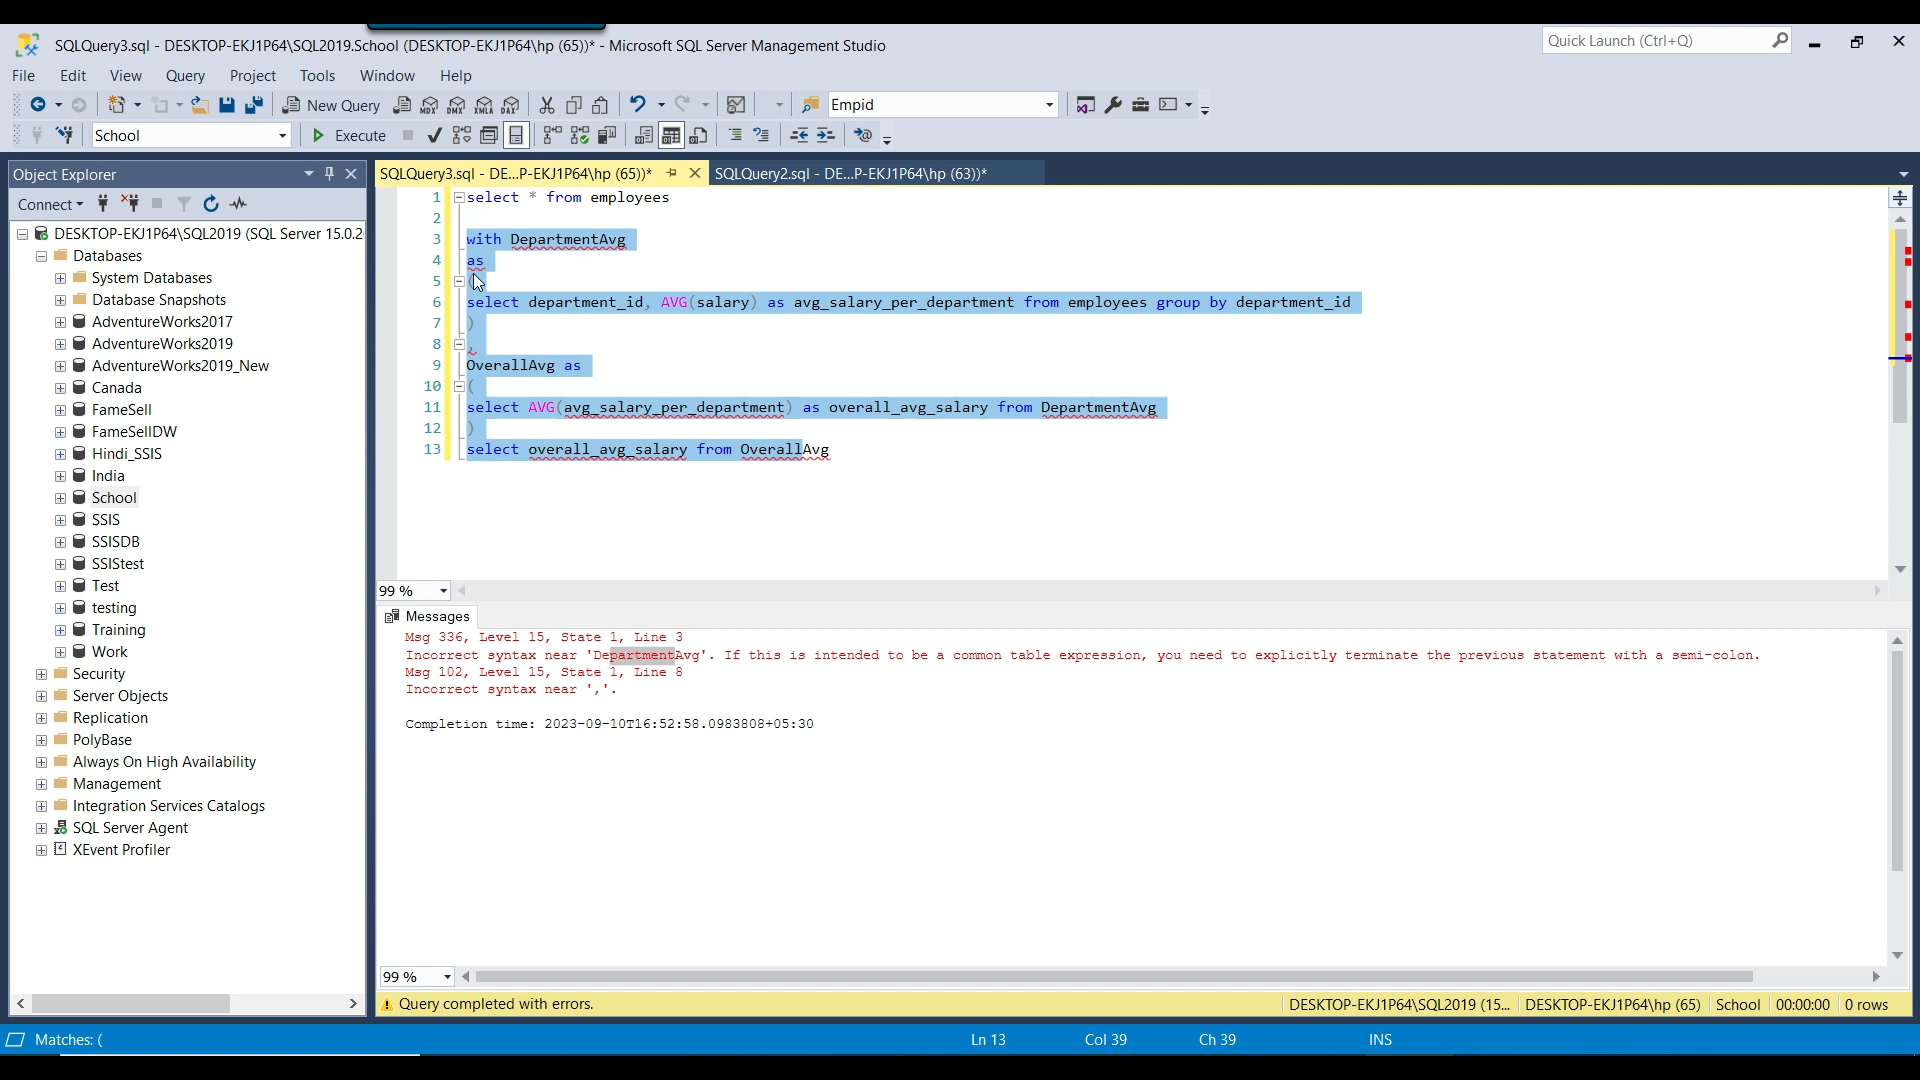 SQLQuery3.sql - DESKTOP-EKJ1P64\SQL2019.School (DESKTOP-EKJ1P64\hp (65))* - Microsoft SQL Server Management Studio
Quick Launch (Ctrl+Q)
File Edit View Query Project Tools Window Help
New Query MDX DMX XMLA DAX Empid
School Execute
Object Explorer
SQLQuery3.sql - DE...P-EKJ1P64\hp (65))* SQLQuery2.sql - DE...P-EKJ1P64\hp (63))*
Connect
DESKTOP-EKJ1P64\SQL2019 (SQL Server 15.0.2
Databases
System Databases
Database Snapshots
AdventureWorks2017
AdventureWorks2019
AdventureWorks2019_New
Canada
FameSell
FameSellDW
Hindi_SSIS
India
School
SSIS
SSISDB
SSIStest
Test
testing
Training
Work
Security
Server Objects
Replication
PolyBase
Always On High Availability
Management
Integration Services Catalogs
SQL Server Agent
XEvent Profiler
1 select * from employees
2
3 with DepartmentAvg
4 as
5 (
6 select department_id, AVG(salary) as avg_salary_per_department from employees group by department_id
7 )
8 ,
9 OverallAvg as
10 (
11 select AVG(avg_salary_per_department) as overall_avg_salary from DepartmentAvg
12 )
13 select overall_avg_salary from OverallAvg
99 %
Messages
Msg 336, Level 15, State 1, Line 3
Incorrect syntax near 'DepartmentAvg'. If this is intended to be a common table expression, you need to explicitly terminate the previous statement with a semi-colon.
Msg 102, Level 15, State 1, Line 8
Incorrect syntax near ','.
Completion time: 2023-09-10T16:52:58.0983808+05:30
99 %
Query completed with errors. DESKTOP-EKJ1P64\SQL2019 (15... DESKTOP-EKJ1P64\hp (65) School 00:00:00 0 rows
Matches: ( Ln 13 Col 39 Ch 39 INS